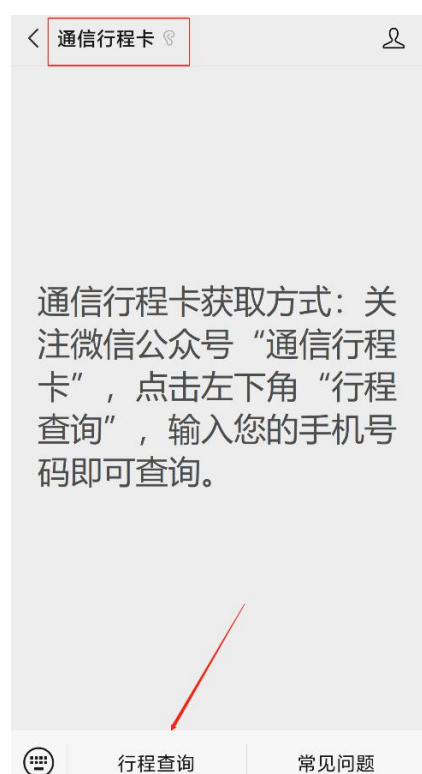 通信行程卡
通信行程卡获取方式：关
注微信公众号“通信行程
卡”，点击左下角“行程
查询”，输入您的手机号
码即可查询。
行程查询 常见问题